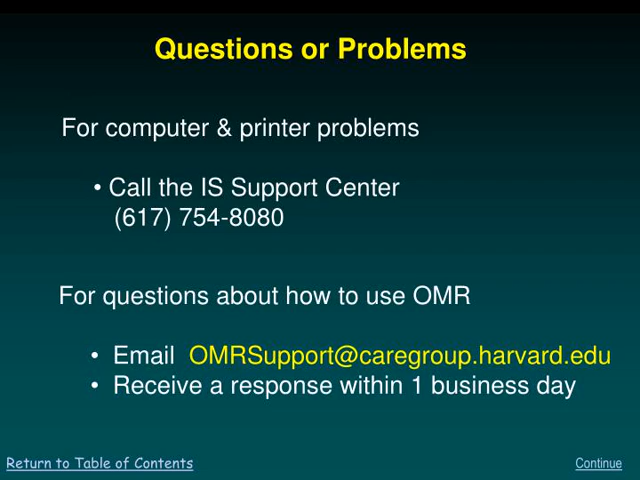 Questions or Problems
For computer & printer problems
• Call the IS Support Center
(617) 754-8080
For questions about how to use OMR
• Email OMRSupport@caregroup.harvard.edu
• Receive a response within 1 business day
Return to Table of Contents
Continue